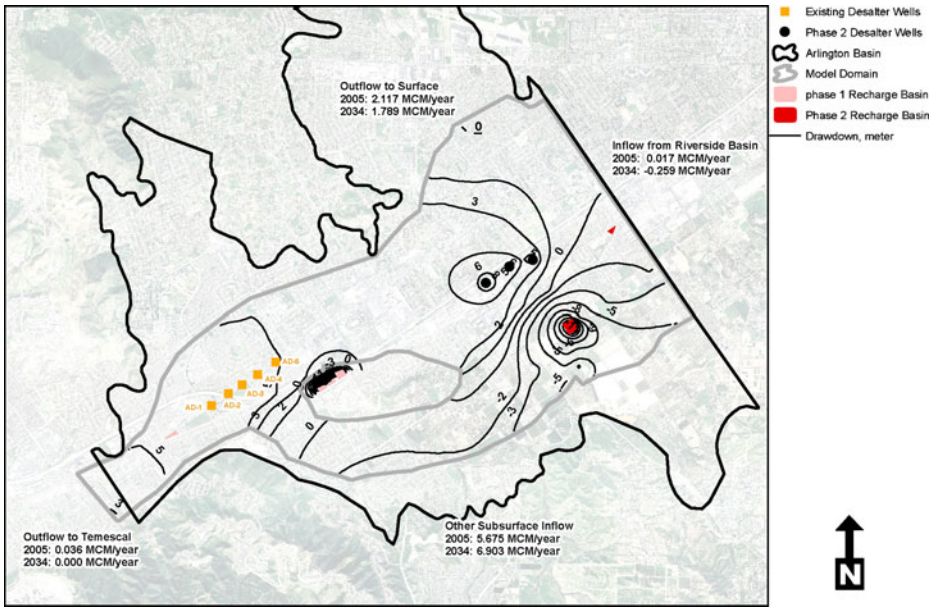 Existing Desalter Wells
Phase 2 Desalter Wells
Arlington Basin
Model Domain
phase 1 Recharge Basin
Phase 2 Recharge Basin
Drawdown, meter
Outflow to Surface
2005: 2.117 MCM/year
2034: 1.789 MCM/year
0
Inflow from Riverside Basin
2005: 0.017 MCM/year
2034: -0.259 MCM/year
3
0
6
-5
2
-3
0
AD-4
AD-2
AD-1
0
3
2
0
-5
-2
-3
5
3
Outflow to Temescal
2005: 0.036 MCM/year
2034: 0.000 MCM/year
Other Subsurface Inflow
2005: 5.675 MCM/year
2034: 6.903 MCM/year
N